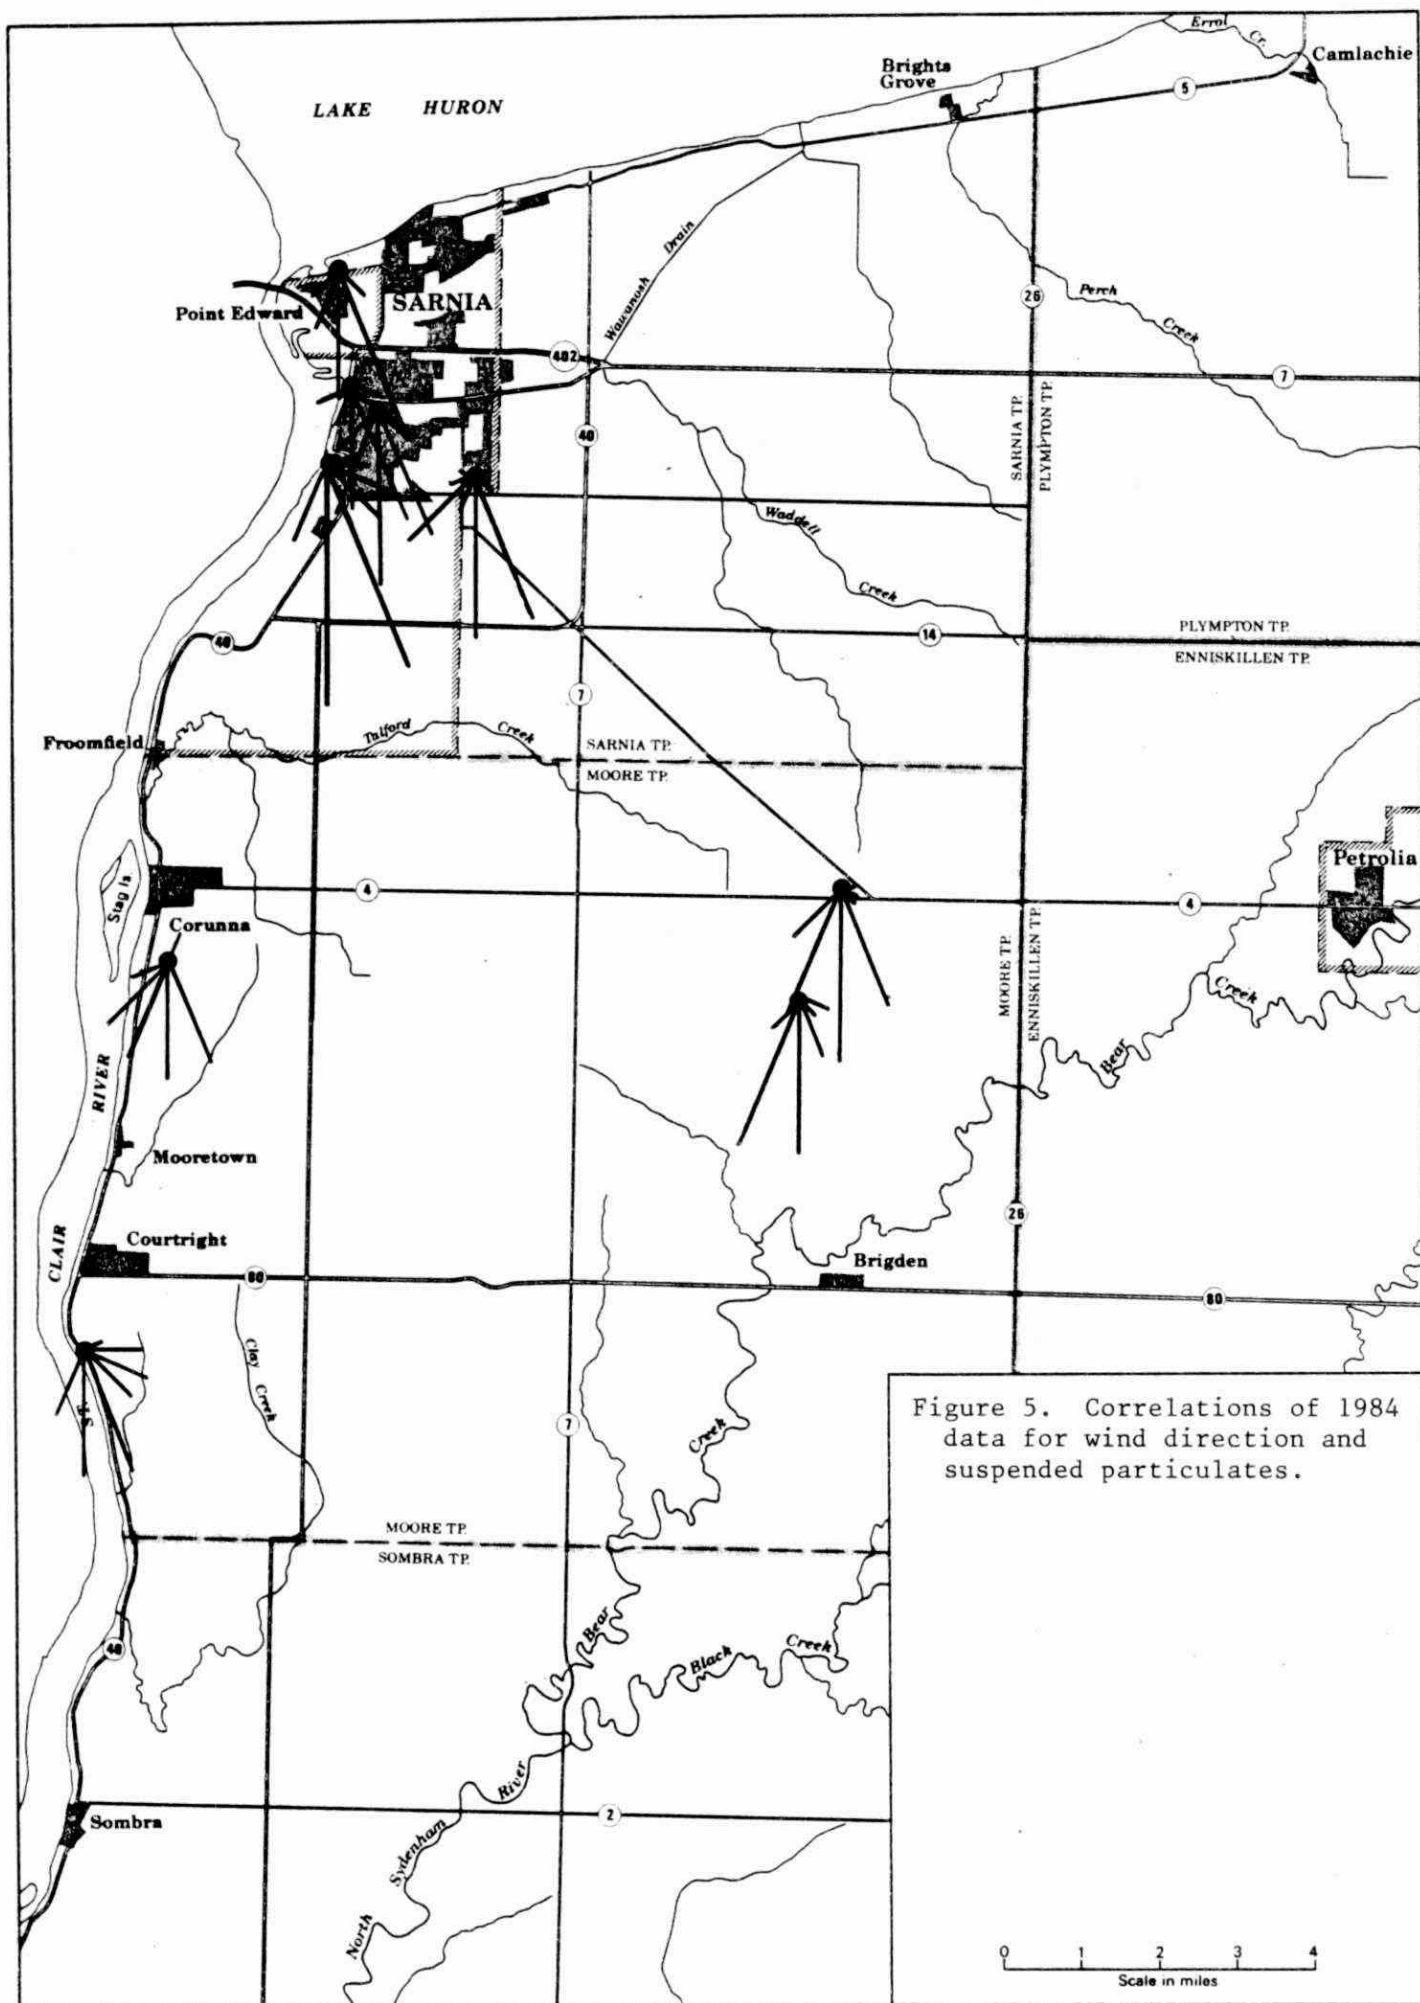 Errol
Cr.
Camlachie
Brights
Grove
5
LAKE HURON
Wawanosh Drain
Point Edward
SARNIA
26
Perch
Creek
402
7
40
SARNIA TP.
PLYMPTON TP.
Waddell
Creek
40
14
PLYMPTON TP.
ENNISKILLEN TP.
7
Froomfield
Talford Creek
SARNIA TP.
MOORE TP.
Petrolia
Stag Is.
4
4
Corunna
MOORE TP.
ENNISKILLEN TP.
Creek
Bear
RIVER
Mooretown
26
CLAIR
Courtright
Brigden
80
80
Clay Creek
ST.
7
Creek
Figure 5. Correlations of 1984
data for wind direction and
suspended particulates.
MOORE TP.
SOMBRA TP.
Bear
40
Black Creek
River
Sombra
2
Sydenham
North
0 1 2 3 4
Scale in miles